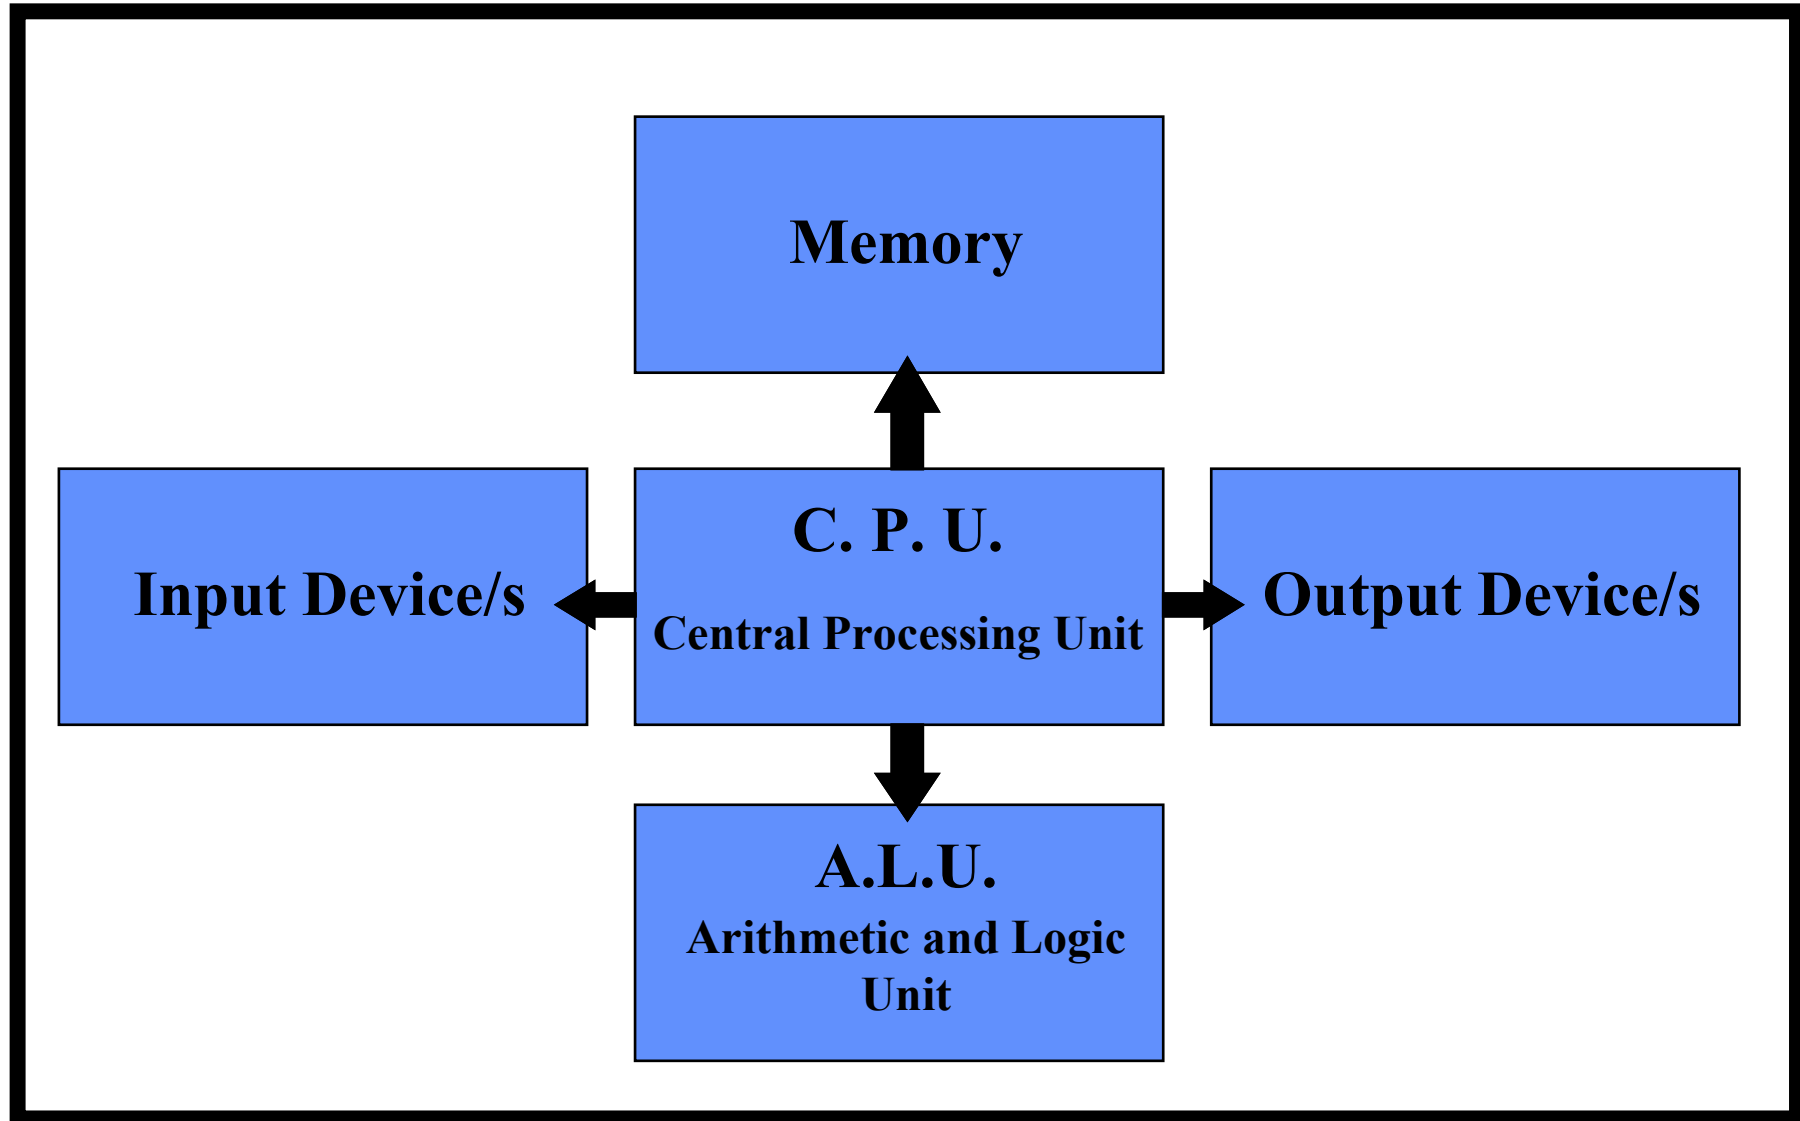 Memory
Input Device/s
C. P. U.
Central Processing Unit
Output Device/s
A.L.U.
Arithmetic and Logic
Unit